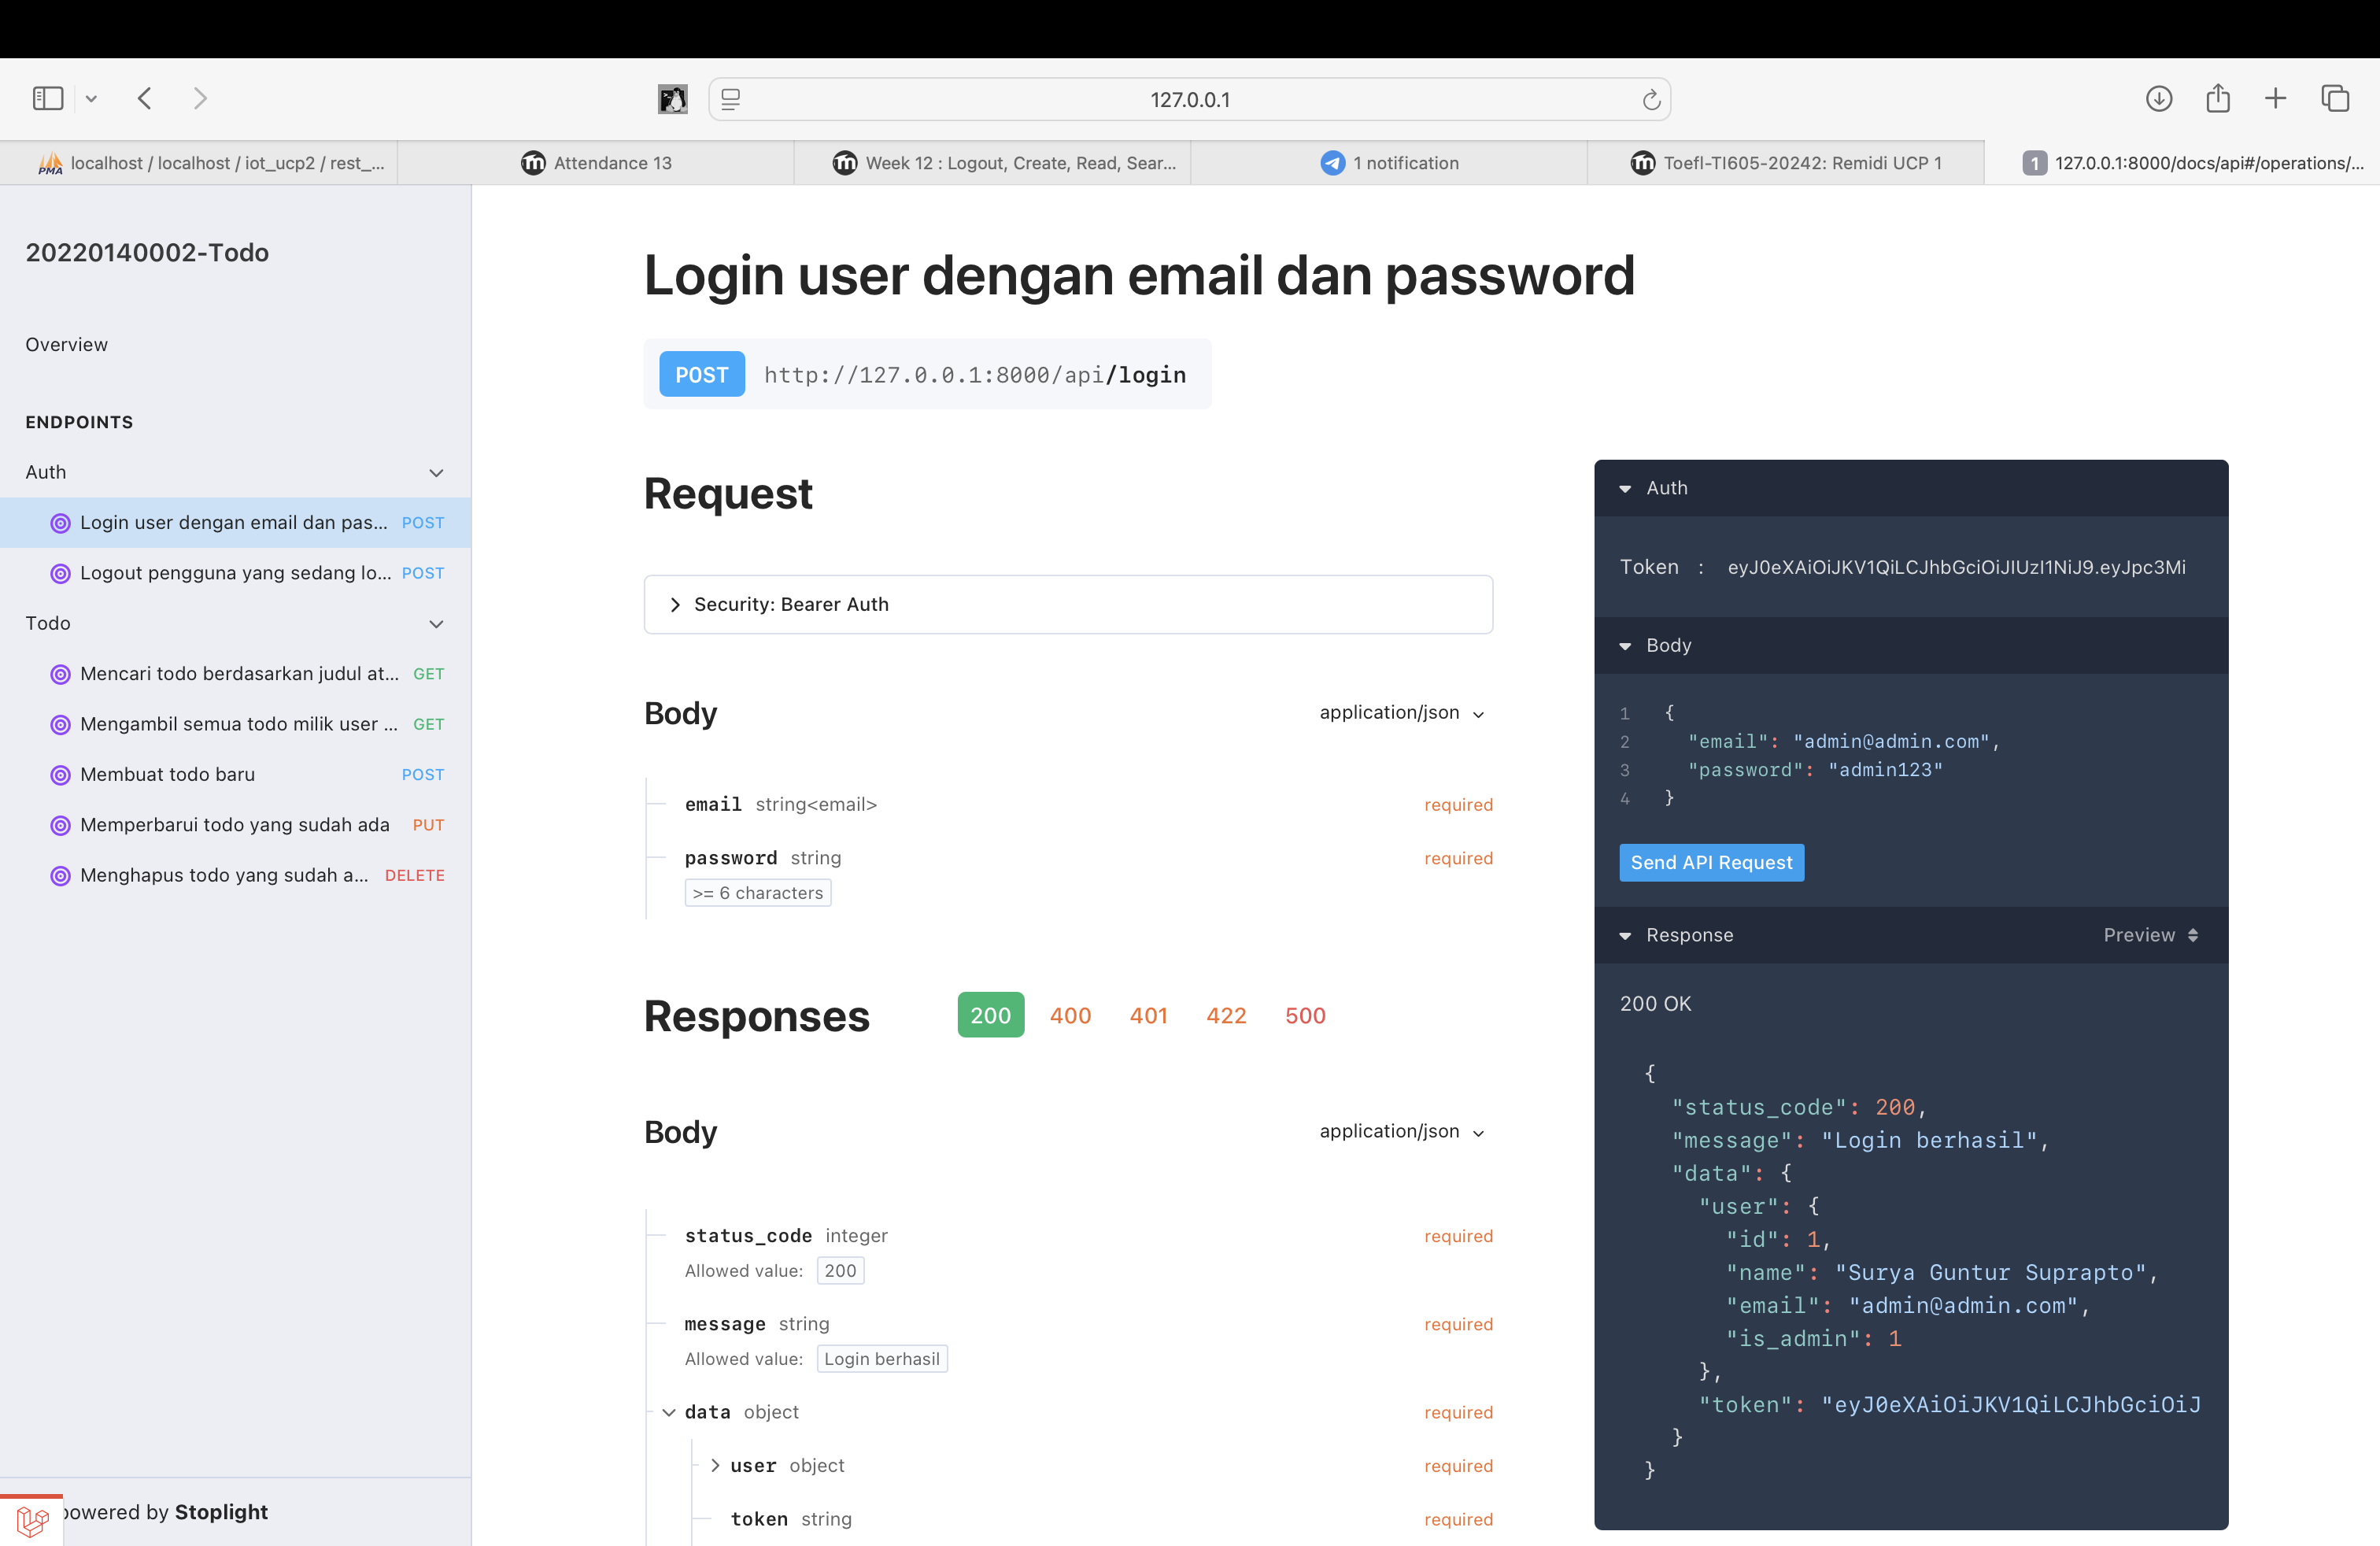 127.0.0.1
localhost / localhost / iot_ucp2 / rest_...
Attendance 13
Week 12 : Logout, Create, Read, Sear...
1 notification
Toefl-TI605-20242: Remidi UCP 1
1 127.0.0.1:8000/docs/api#/operations/...
20220140002-Todo
Overview
ENDPOINTS
Auth
Login user dengan email dan pas... POST
Logout pengguna yang sedang lo... POST
Todo
Mencari todo berdasarkan judul at... GET
Mengambil semua todo milik user ... GET
Membuat todo baru POST
Memperbarui todo yang sudah ada PUT
Menghapus todo yang sudah a... DELETE
powered by Stoplight
Login user dengan email dan password
POST http://127.0.0.1:8000/api/login
Request
Security: Bearer Auth
Body application/json
email string<email> required
password string required
>= 6 characters
Responses 200 400 401 422 500
Body application/json
status_code integer required
Allowed value: 200
message string required
Allowed value: Login berhasil
data object required
user object required
token string required
Auth
Token : eyJ0eXAiOiJKV1QiLCJhbGciOiJIUzI1NiJ9.eyJpc3Mi
Body
1 {
2 "email": "admin@admin.com",
3 "password": "admin123"
4 }
Send API Request
Response Preview
200 OK
{
"status_code": 200,
"message": "Login berhasil",
"data": {
"user": {
"id": 1,
"name": "Surya Guntur Suprapto",
"email": "admin@admin.com",
"is_admin": 1
},
"token": "eyJ0eXAiOiJKV1QiLCJhbGciOiJ
}
}